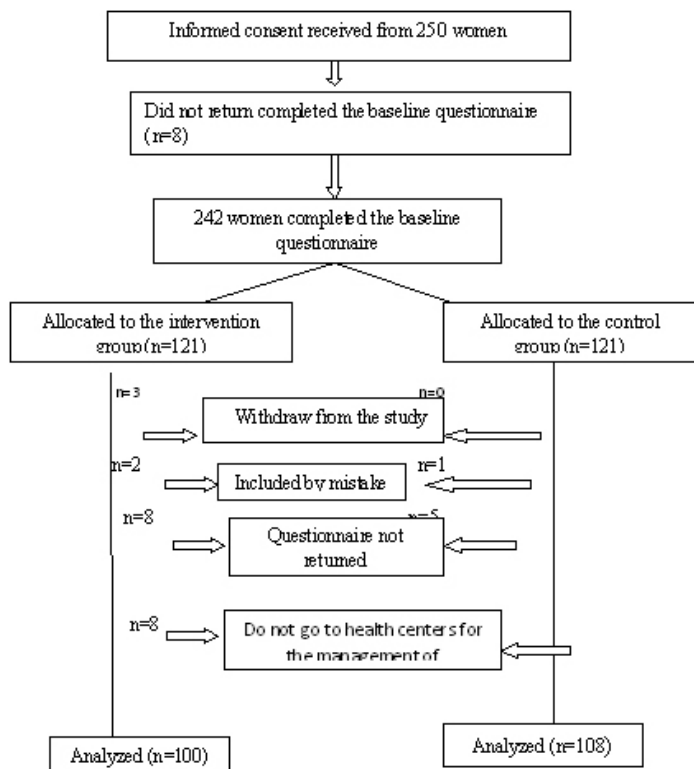 Informed consent received from 250 women
Did not return completed the baseline questionnaire
(n=8)
242 women completed the baseline
questionnaire
Allocated to the intervention
group(n=121)
Allocated to the control
group (n=121)
n=3
Withdraw from the study
n=2
Included by mistake
n=1
n=8
Questionnaire not
returned
n=5
n=8
Do not go to health centers for
the management of
Analyzed (n=100)
Analyzed (n=108)